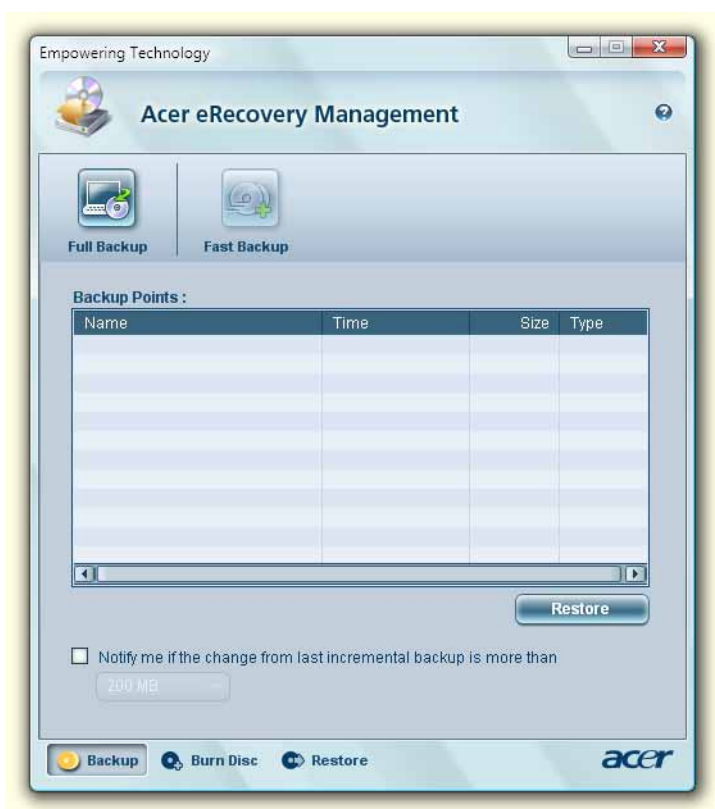 Empowering Technology
Acer eRecovery Management
Full Backup Fast Backup
Backup Points :
Name Time Size Type
Restore
Notify me if the change from last incremental backup is more than
200 MB
Backup Burn Disc Restore acer